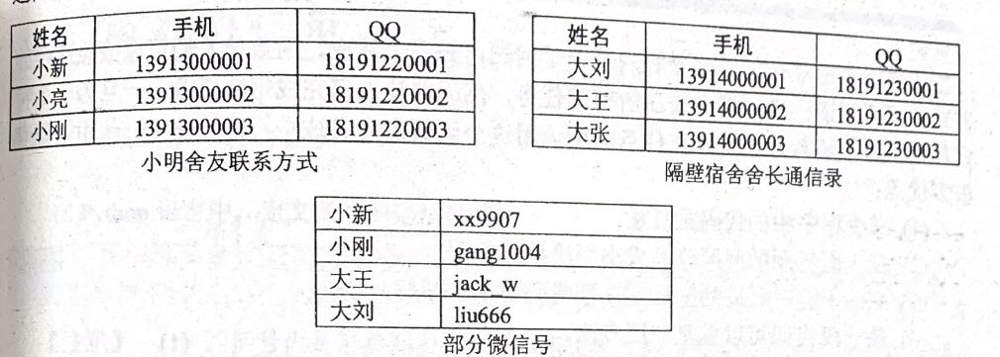 姓名 手机 QQ
小新 13913000001 18191220001
小亮 13913000002 18191220002
小刚 13913000003 18191220003
小明舍友联系方式
姓名 手机 QQ
大刘 13914000001 18191230001
大王 13914000002 18191230002
大张 13914000003 18191230003
隔壁宿舍舍长通信录
小新 xx9907
小刚 gang1004
大王 jack_w
大刘 liu666
部分微信号